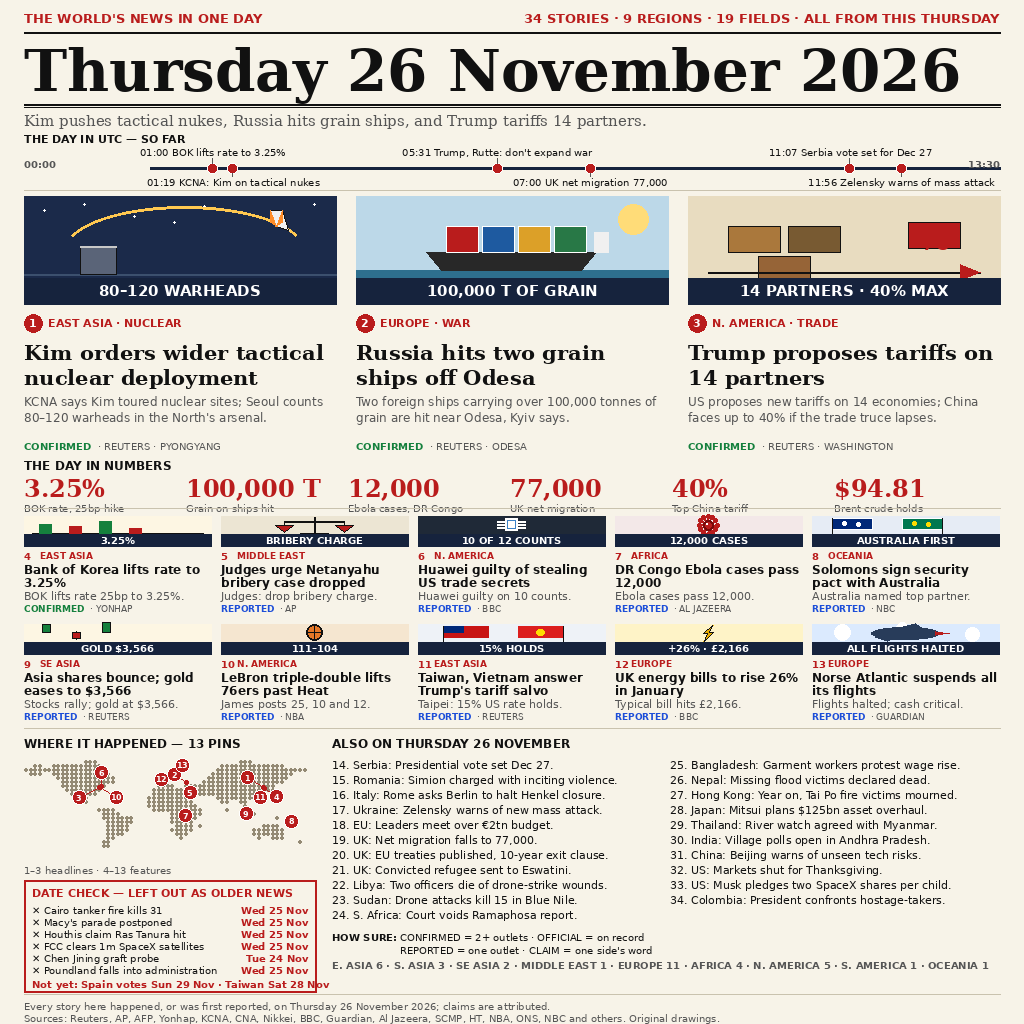 THE WORLD'S NEWS IN ONE DAY
34 STORIES · 9 REGIONS · 19 FIELDS · ALL FROM THIS THURSDAY
Thursday 26 November 2026
Kim pushes tactical nukes, Russia hits grain ships, and Trump tariffs 14 partners.
THE DAY IN UTC — SO FAR
01:00 BOK lifts rate to 3.25%
05:31 Trump, Rutte: don't expand war
11:07 Serbia vote set for Dec 27
00:00
13:30
01:19 KCNA: Kim on tactical nukes
07:00 UK net migration 77,000
11:56 Zelensky warns of mass attack
80–120 WARHEADS
100,000 T OF GRAIN
14 PARTNERS · 40% MAX
1 EAST ASIA · NUCLEAR
Kim orders wider tactical
nuclear deployment
KCNA says Kim toured nuclear sites; Seoul counts
80–120 warheads in the North's arsenal.
CONFIRMED · REUTERS · PYONGYANG
2 EUROPE · WAR
Russia hits two grain
ships off Odesa
Two foreign ships carrying over 100,000 tonnes of
grain are hit near Odesa, Kyiv says.
CONFIRMED · REUTERS · ODESA
3 N. AMERICA · TRADE
Trump proposes tariffs on
14 partners
US proposes new tariffs on 14 economies; China
faces up to 40% if the trade truce lapses.
CONFIRMED · REUTERS · WASHINGTON
THE DAY IN NUMBERS
3.25%
BOK rate, 25bp hike
100,000 T
Grain on ships hit
12,000
Ebola cases, DR Congo
77,000
UK net migration
40%
Top China tariff
$94.81
Brent crude holds
3.25%
4 EAST ASIA
Bank of Korea lifts rate to
3.25%
BOK lifts rate 25bp to 3.25%.
CONFIRMED · YONHAP
BRIBERY CHARGE
5 MIDDLE EAST
Judges urge Netanyahu
bribery case dropped
Judges: drop bribery charge.
REPORTED · AP
10 OF 12 COUNTS
6 N. AMERICA
Huawei guilty of stealing
US trade secrets
Huawei guilty on 10 counts.
REPORTED · BBC
12,000 CASES
7 AFRICA
DR Congo Ebola cases pass
12,000
Ebola cases pass 12,000.
REPORTED · AL JAZEERA
AUSTRALIA FIRST
8 OCEANIA
Solomons sign security
pact with Australia
Australia named top partner.
REPORTED · NBC
GOLD $3,566
9 SE ASIA
Asia shares bounce; gold
eases to $3,566
Stocks rally; gold at $3,566.
REPORTED · REUTERS
111–104
10 N. AMERICA
LeBron triple-double lifts
76ers past Heat
James posts 25, 10 and 12.
REPORTED · NBA
15% HOLDS
11 EAST ASIA
Taiwan, Vietnam answer
Trump's tariff salvo
Taipei: 15% US rate holds.
REPORTED · REUTERS
+26% · £2,166
12 EUROPE
UK energy bills to rise 26%
in January
Typical bill hits £2,166.
REPORTED · BBC
ALL FLIGHTS HALTED
13 EUROPE
Norse Atlantic suspends all
its flights
Flights halted; cash critical.
REPORTED · GUARDIAN
WHERE IT HAPPENED — 13 PINS
13
6
12
2
1
3
10
5
11
4
7
9
8
1–3 headlines · 4–13 features
DATE CHECK — LEFT OUT AS OLDER NEWS
✕ Cairo tanker fire kills 31 Wed 25 Nov
✕ Macy's parade postponed Wed 25 Nov
✕ Houthis claim Ras Tanura hit Wed 25 Nov
✕ FCC clears 1m SpaceX satellites Wed 25 Nov
✕ Chen Jining graft probe Tue 24 Nov
✕ Poundland falls into administration Wed 25 Nov
Not yet: Spain votes Sun 29 Nov · Taiwan Sat 28 Nov
ALSO ON THURSDAY 26 NOVEMBER
14. Serbia: Presidential vote set Dec 27.
15. Romania: Simion charged with inciting violence.
16. Italy: Rome asks Berlin to halt Henkel closure.
17. Ukraine: Zelensky warns of new mass attack.
18. EU: Leaders meet over €2tn budget.
19. UK: Net migration falls to 77,000.
20. UK: EU treaties published, 10-year exit clause.
21. UK: Convicted refugee sent to Eswatini.
22. Libya: Two officers die of drone-strike wounds.
23. Sudan: Drone attacks kill 15 in Blue Nile.
24. S. Africa: Court voids Ramaphosa report.
25. Bangladesh: Garment workers protest wage rise.
26. Nepal: Missing flood victims declared dead.
27. Hong Kong: Year on, Tai Po fire victims mourned.
28. Japan: Mitsui plans $125bn asset overhaul.
29. Thailand: River watch agreed with Myanmar.
30. India: Village polls open in Andhra Pradesh.
31. China: Beijing warns of unseen tech risks.
32. US: Markets shut for Thanksgiving.
33. US: Musk pledges two SpaceX shares per child.
34. Colombia: President confronts hostage-takers.
HOW SURE: CONFIRMED = 2+ outlets · OFFICIAL = on record
REPORTED = one outlet · CLAIM = one side's word
E. ASIA 6 · S. ASIA 3 · SE ASIA 2 · MIDDLE EAST 1 · EUROPE 11 · AFRICA 4 · N. AMERICA 5 · S. AMERICA 1 · OCEANIA 1
Every story here happened, or was first reported, on Thursday 26 November 2026; claims are attributed.
Sources: Reuters, AP, AFP, Yonhap, KCNA, CNA, Nikkei, BBC, Guardian, Al Jazeera, SCMP, HT, NBA, ONS, NBC and others. Original drawings.